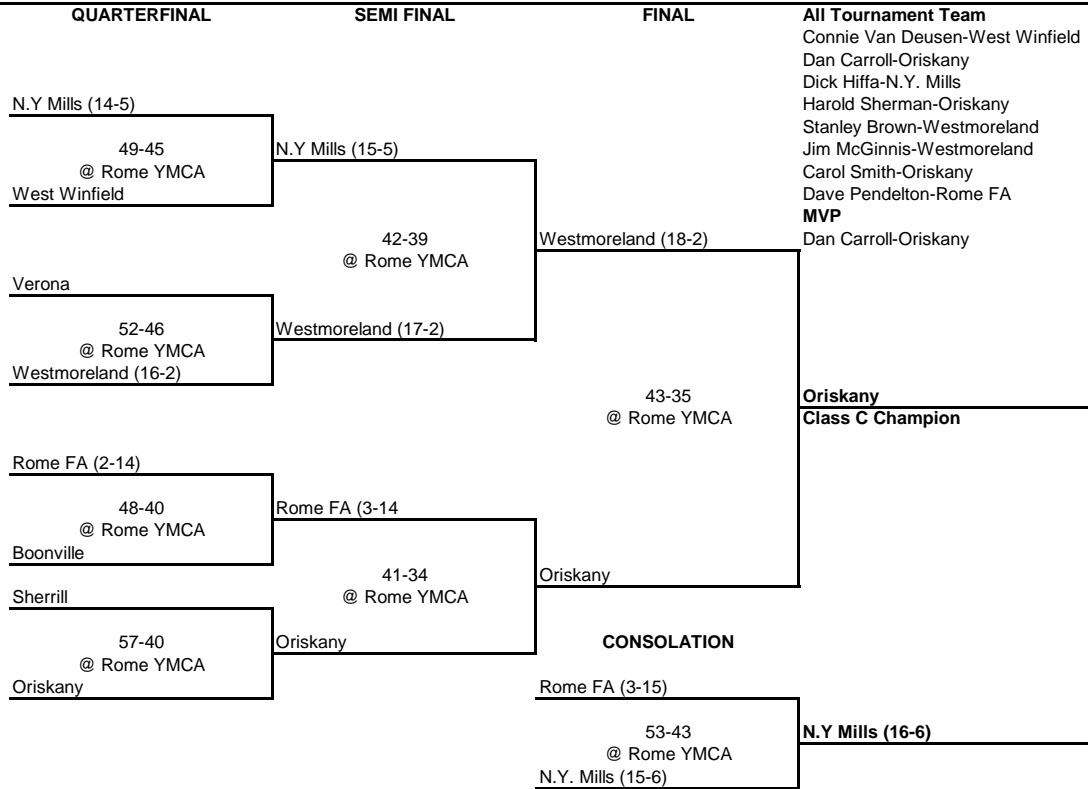 QUARTERFINAL SEMI FINAL FINAL All Tournament Team
Connie Van Deusen-West Winfield
Dan Carroll-Oriskany
Dick Hiffa-N.Y. Mills
N.Y Mills (14-5) Harold Sherman-Oriskany
Stanley Brown-Westmoreland
49-45 N.Y Mills (15-5) Jim McGinnis-Westmoreland
@ Rome YMCA Carol Smith-Oriskany
West Winfield Dave Pendelton-Rome FA
MVP
42-39 Westmoreland (18-2) Dan Carroll-Oriskany
@ Rome YMCA
Verona
52-46 Westmoreland (17-2)
@ Rome YMCA
Westmoreland (16-2)
43-35 Oriskany
@ Rome YMCA Class C Champion
Rome FA (2-14)
48-40 Rome FA (3-14
@ Rome YMCA
Boonville
41-34 Oriskany
Sherrill @ Rome YMCA
57-40 Oriskany CONSOLATION
@ Rome YMCA
Oriskany Rome FA (3-15)
53-43 N.Y Mills (16-6)
@ Rome YMCA
N.Y. Mills (15-6)